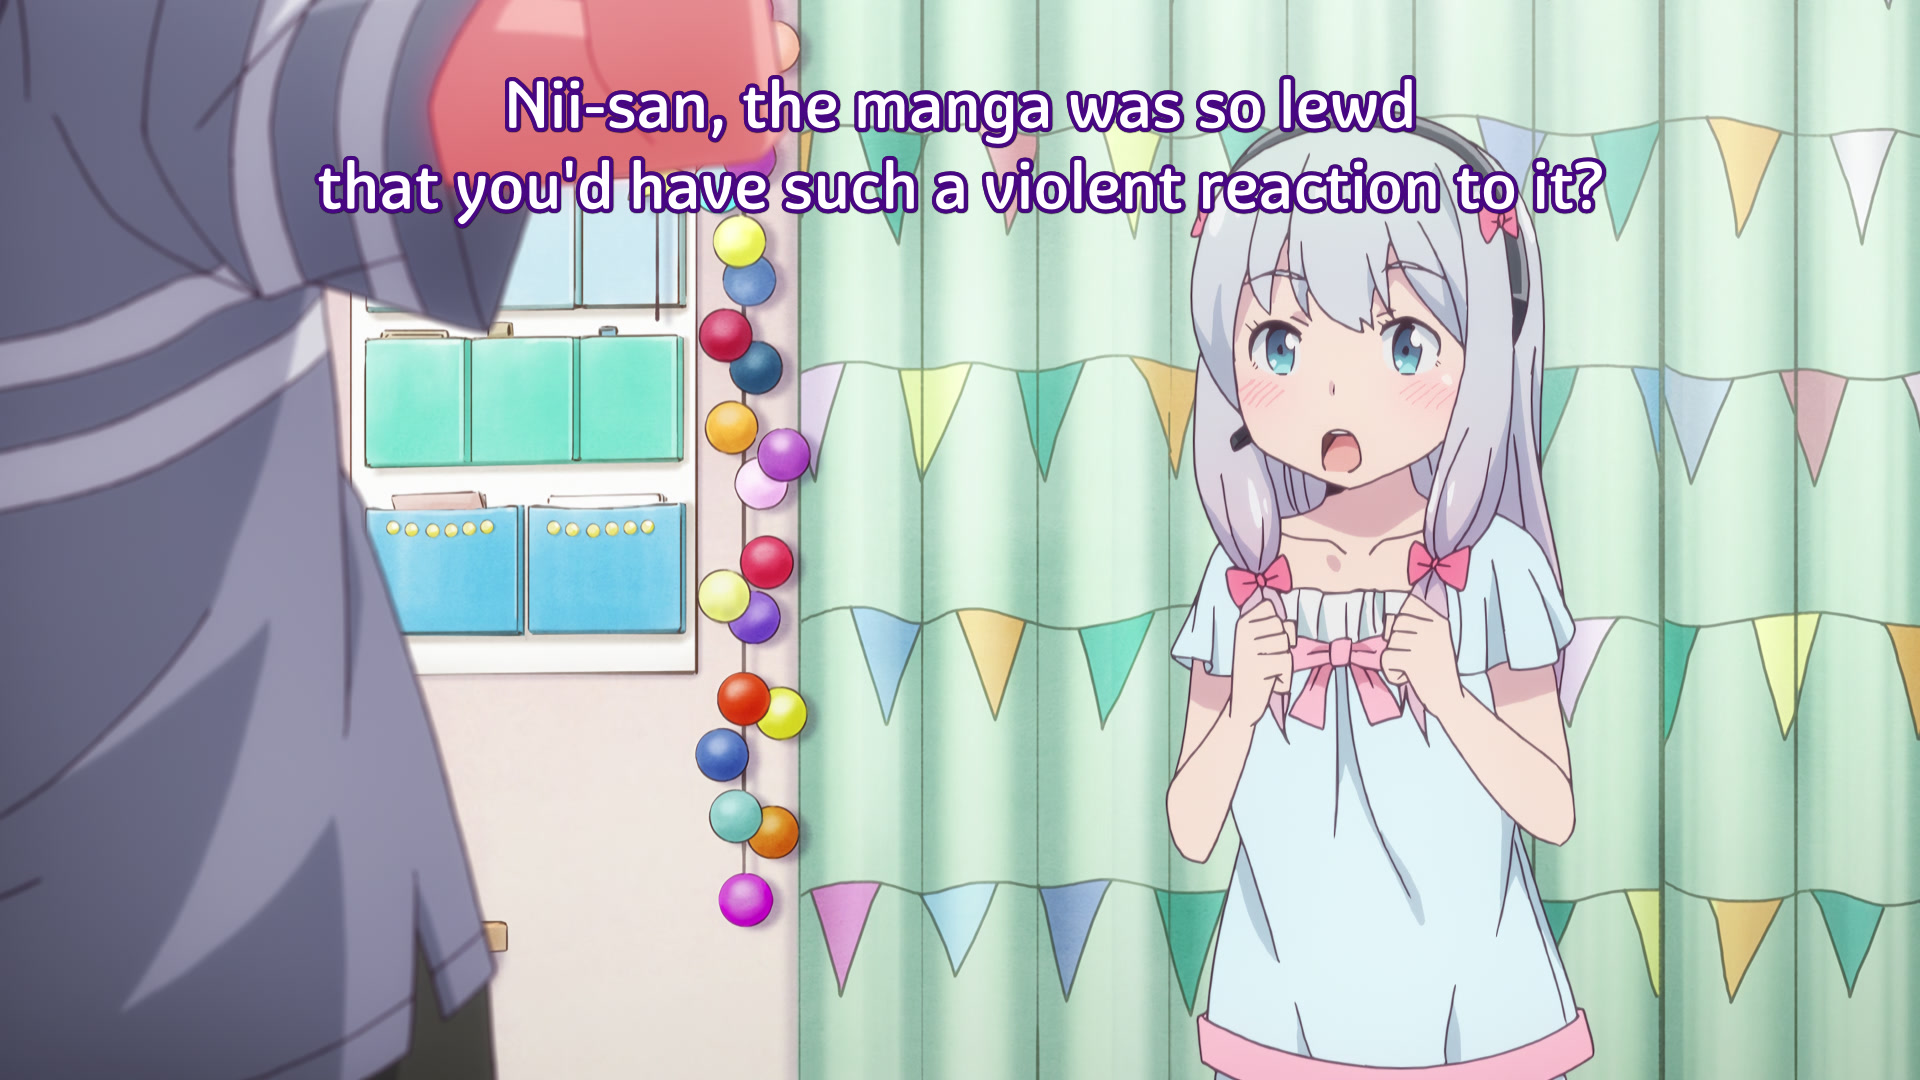 Nii-san, the manga was so lewd
that you'd have such a violent reaction to it?